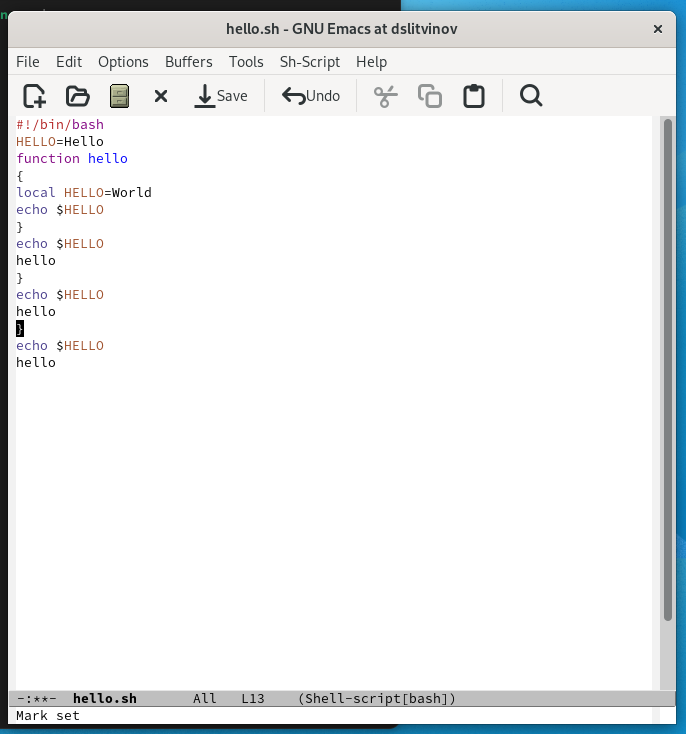 hello.sh - GNU Emacs at dslitvinov
File Edit Options Buffers Tools Sh-Script Help
Save Undo
#!/bin/bash
HELLO=Hello
function hello
{
local HELLO=World
echo $HELLO
}
echo $HELLO
hello
}
echo $HELLO
hello
}
echo $HELLO
hello
-:**- hello.sh All L13 (Shell-script[bash])
Mark set